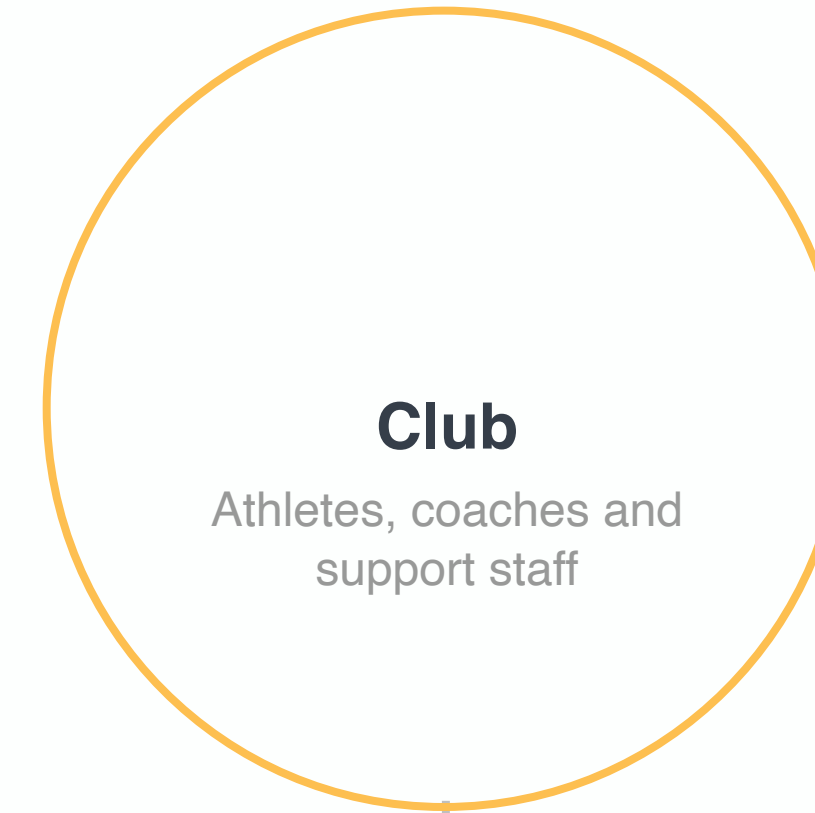 Club
Athletes, coaches and
support staff